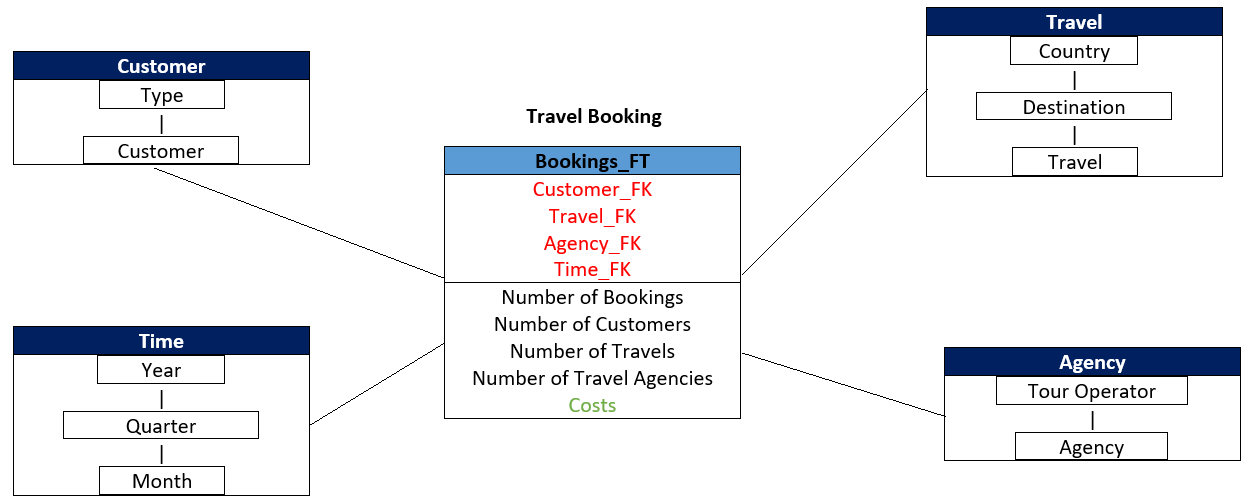 Customer
Type
Customer
Time
Year
Quarter
Month
Travel Booking
Bookings_FT
Customer_FK
Travel_FK
Agency_FK
Time_FK
Number of Bookings
Number of Customers
Number of Travels
Number of Travel Agencies
Costs
Travel
Country
Destination
Travel
Agency
Tour Operator
Agency